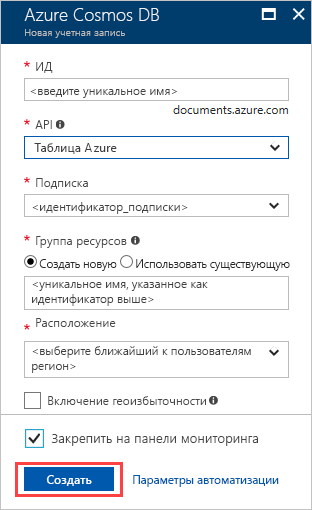 Azure Cosmos DB
Новая учетная запись
* ИД
<введите уникальное имя>
documents.azure.com
* API
Таблица Azure
* Подписка
<идентификатор_подписки>
* Группа ресурсов
Создать новую Использовать существующую
<уникальное имя, указанное как
идентификатор выше>
* Расположение
<выберите ближайший к пользователям
регион>
Включение геоизбыточности
Закрепить на панели мониторинга
Создать Параметры автоматизации